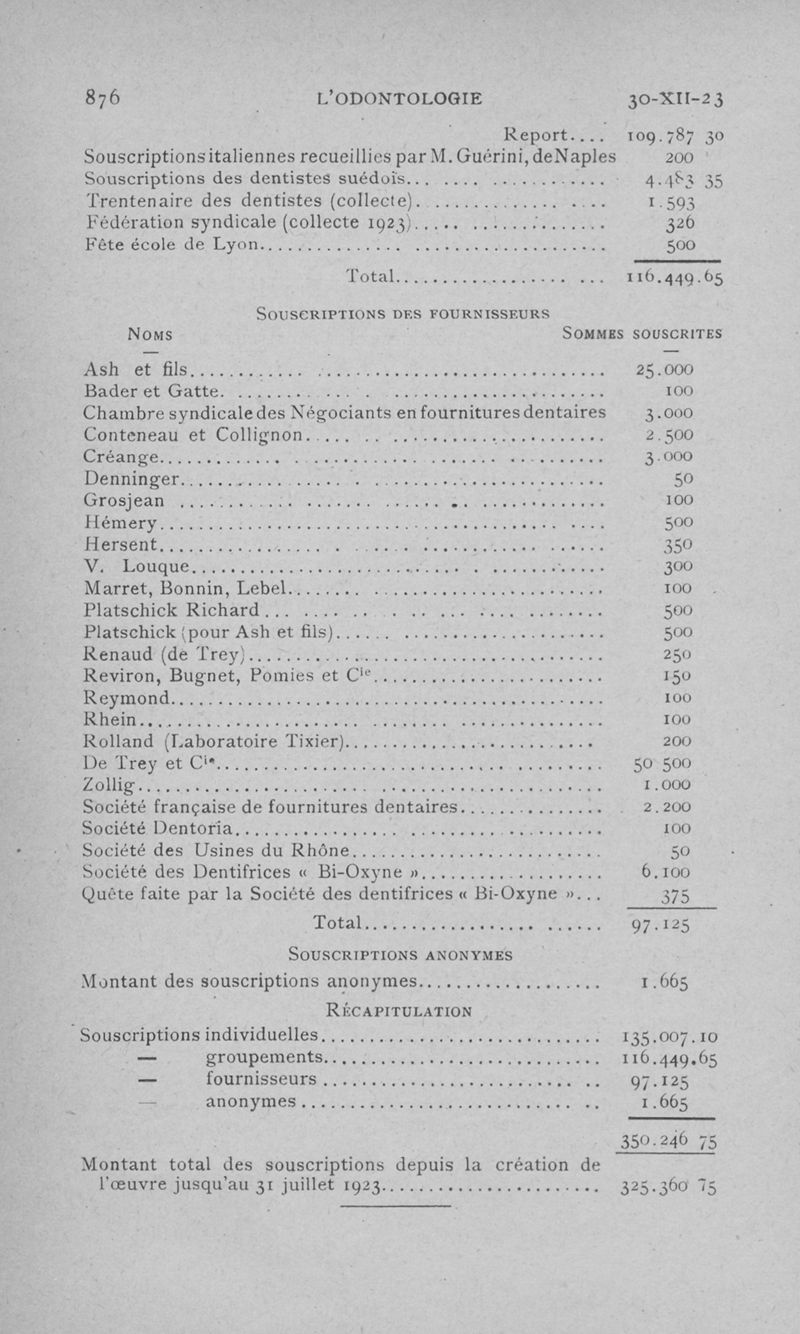 876 L'ODONTOLOGIE 30-XII-23
Report.... 109.787 30
Souscriptions italiennes recueillies par M. Guérini, de Naples 200
Souscriptions des dentistes suédois........................ 4.483 35
Trentenaire des dentistes (collecte)........................ 1.593
Fédération syndicale (collecte 1923)........................ 326
Fête école de Lyon........................ 500
Total........................ 116.449.65
SOUSCRIPTIONS DES FOURNISSEURS
NOMS SOMMES SOUSCRITES
— —
Ash et fils........................ 25.000
Bader et Gatte........................ 100
Chambre syndicale des Négociants en fournitures dentaires 3.000
Conteneau et Collignon........................ 2.500
Créange........................ 3.000
Denninger........................ 50
Grosjean ........................ 100
Hémery........................ 500
Hersent........................ 350
V. Louque........................ 300
Marret, Bonnin, Lebel........................ 100
Platschick Richard........................ 500
Platschick (pour Ash et fils)........................ 500
Renaud (de Trey)........................ 250
Reviron, Bugnet, Pomies et Cie........................ 150
Reymond........................ 100
Rhein........................ 100
Rolland (Laboratoire Tixier)........................ 200
De Trey et Cie........................ 50 500
Zollig........................ 1.000
Société française de fournitures dentaires............... 2.200
Société Dentoria........................ 100
Société des Usines du Rhône........................ 50
Société des Dentifrices « Bi-Oxyne »................... 6.100
Quête faite par la Société des dentifrices « Bi-Oxyne »... 375
Total........................ 97.125
SOUSCRIPTIONS ANONYMES
Montant des souscriptions anonymes................... 1.665
RÉCAPITULATION
Souscriptions individuelles........................ 135.007.10
— groupements........................ 116.449.65
— fournisseurs........................ 97.125
— anonymes........................ 1.665
350.246 75
Montant total des souscriptions depuis la création de
l'œuvre jusqu'au 31 juillet 1923........................ 325.360 75